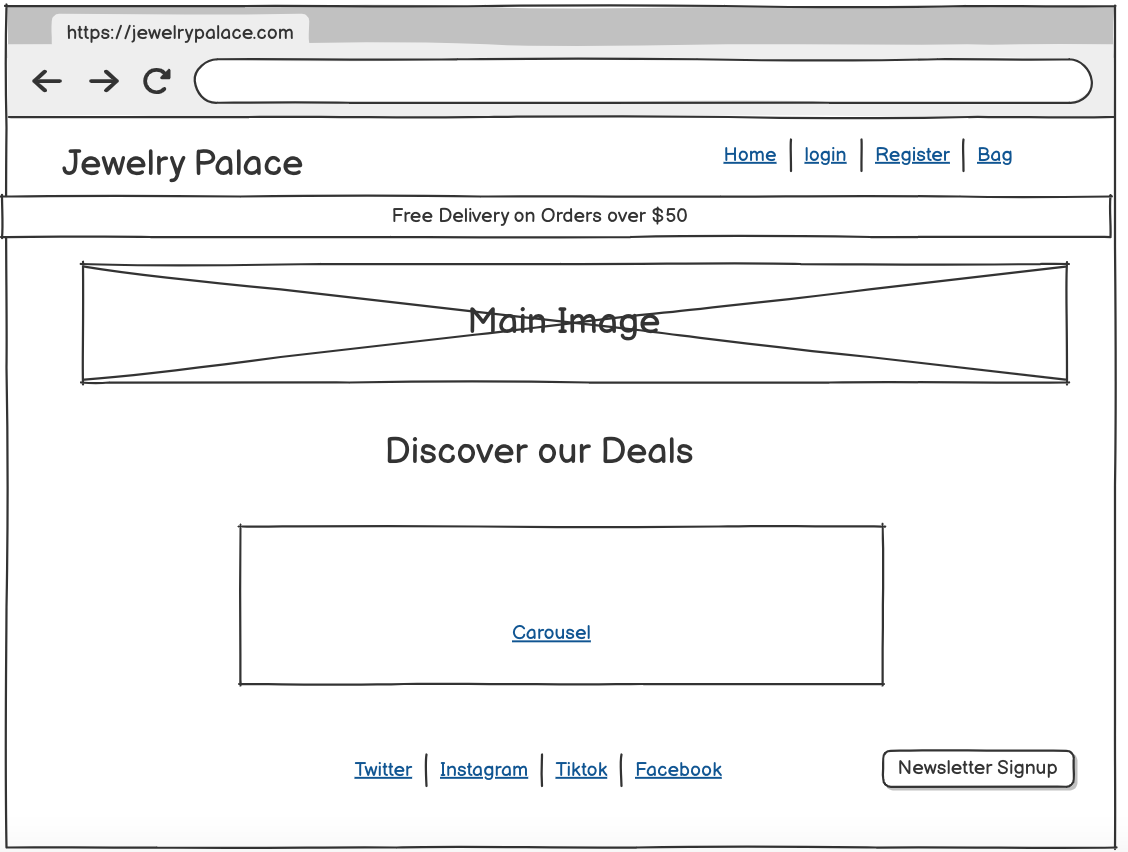 https://jewelrypalace.com
Jewelry Palace
Home login Register Bag
Free Delivery on Orders over $50
Main Image
Discover our Deals
Carousel
Twitter Instagram Tiktok Facebook
Newsletter Signup